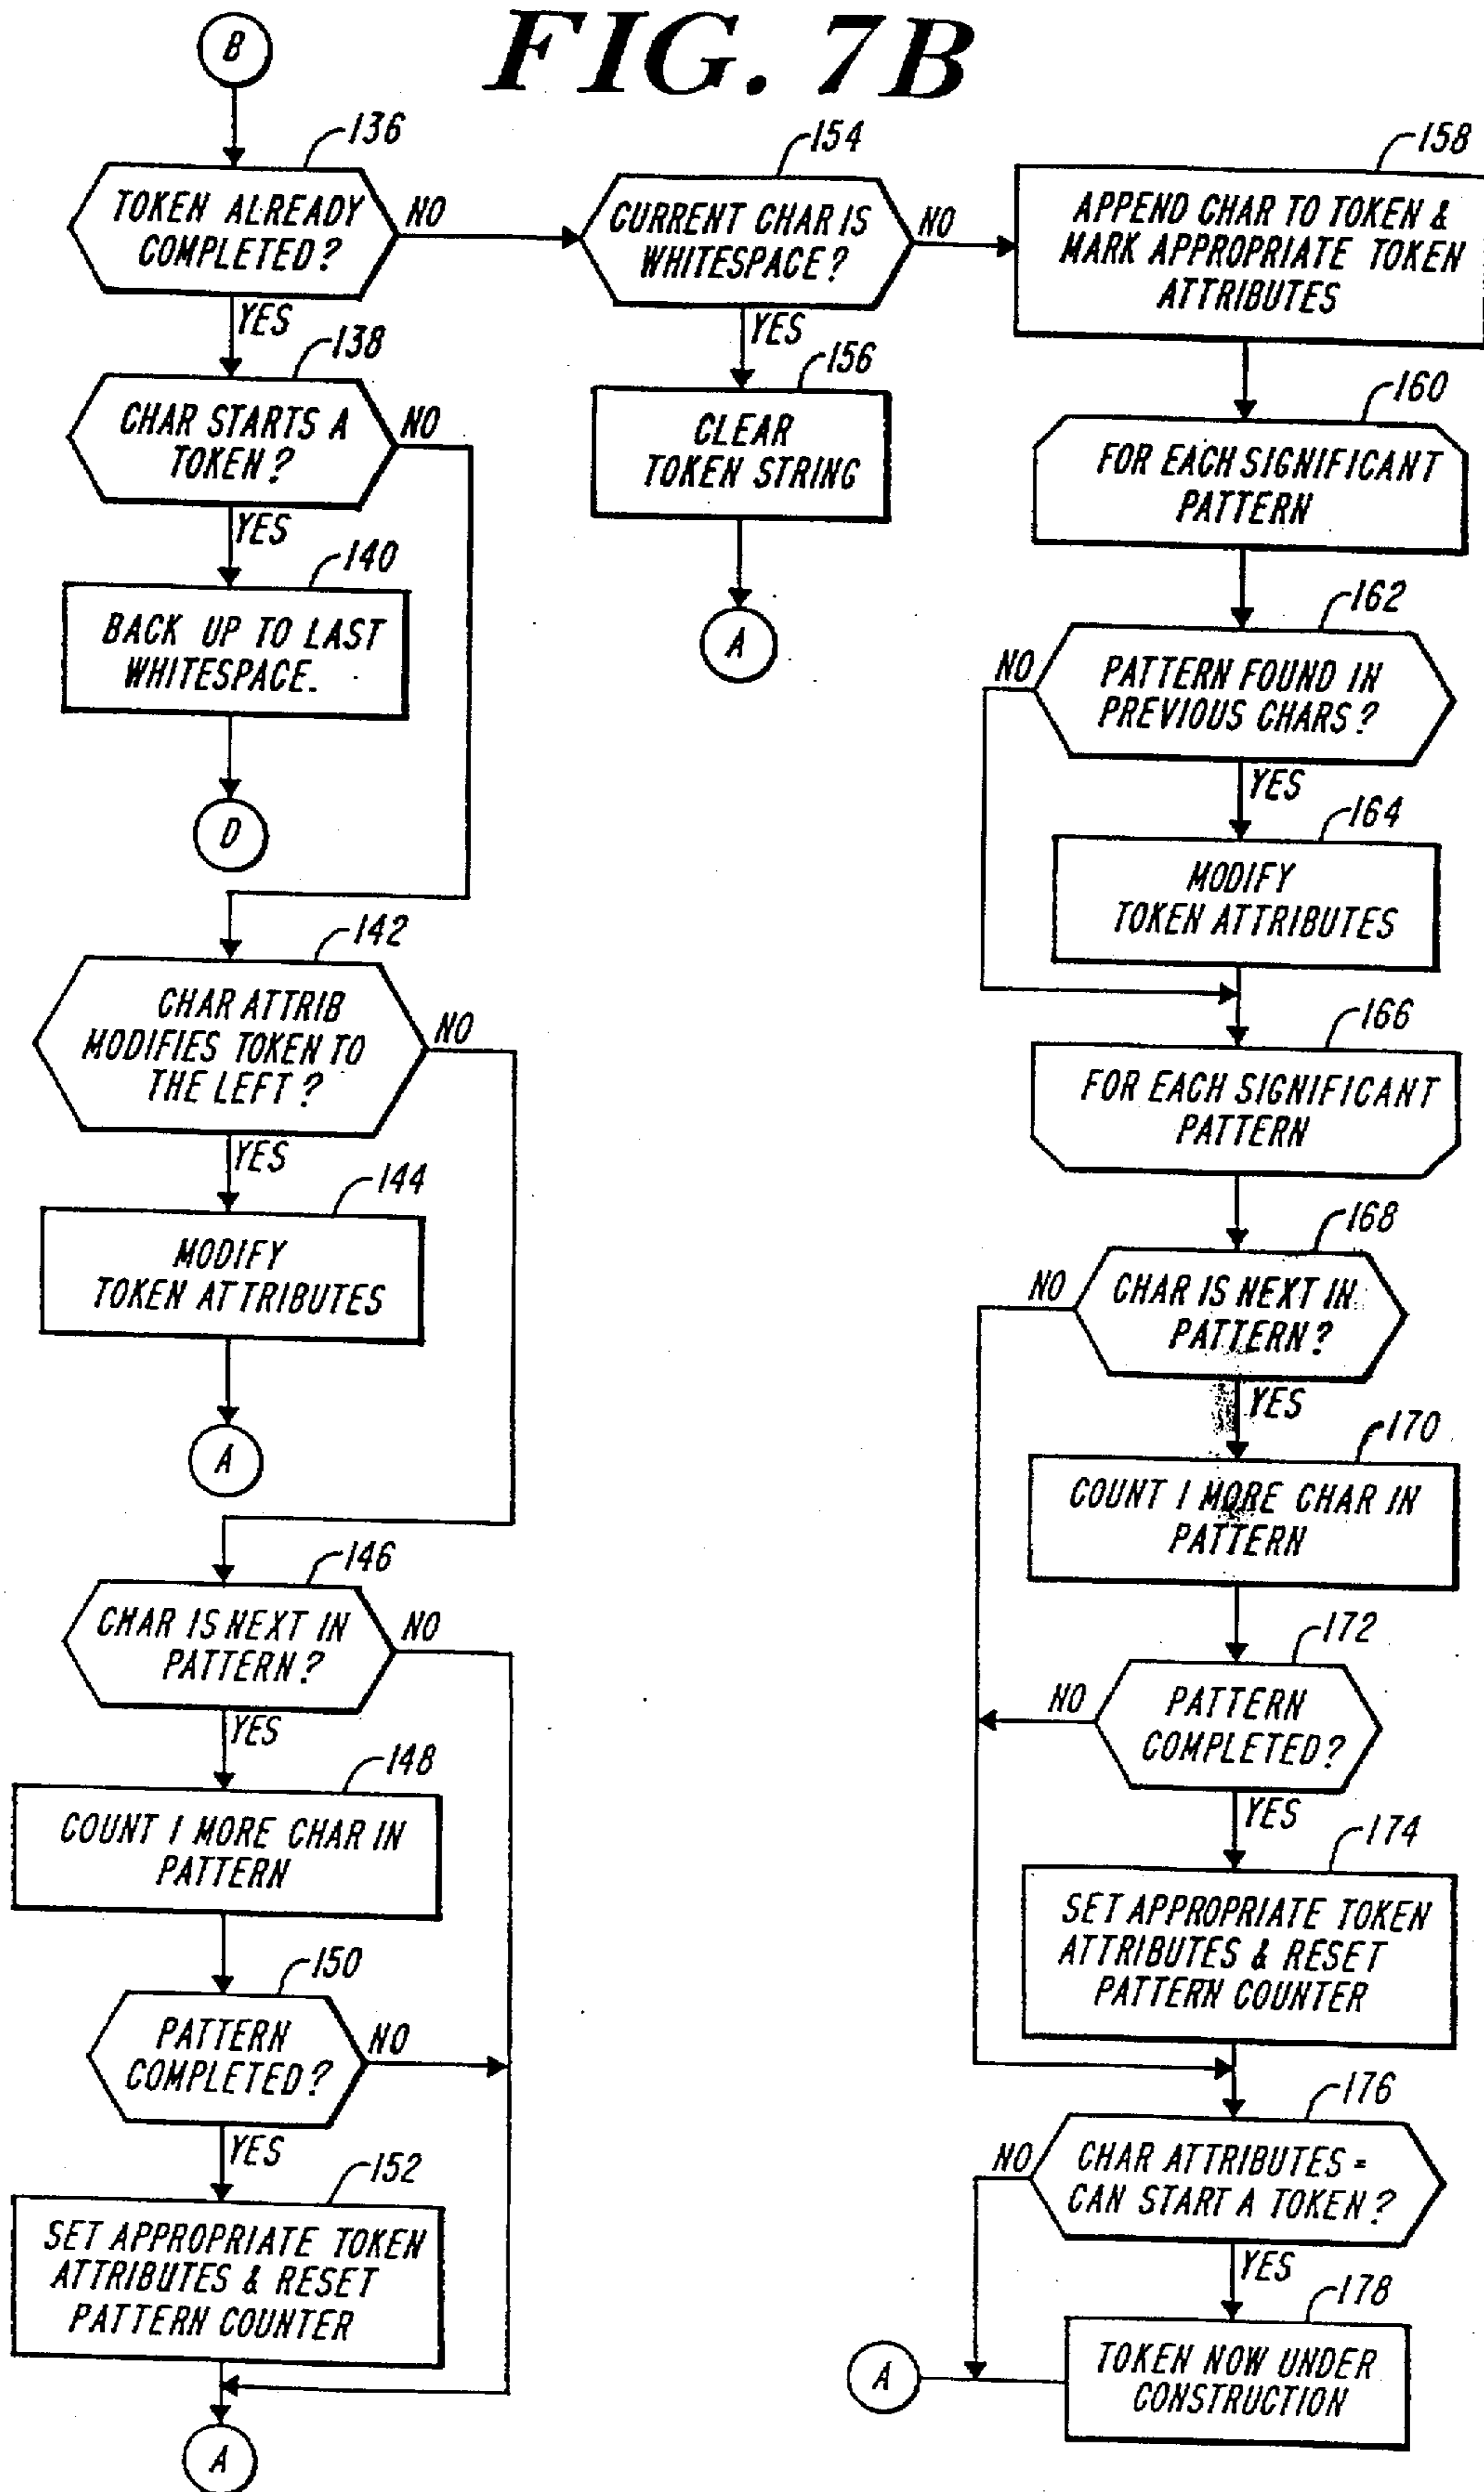 FIG. 7B
B
136
TOKEN ALREADY
COMPLETED?
NO
YES
138
CHAR STARTS A
TOKEN?
NO
YES
140
BACK UP TO LAST
WHITESPACE.
D
142
CHAR ATTRIB
MODIFIES TOKEN TO
THE LEFT?
NO
YES
144
MODIFY
TOKEN ATTRIBUTES
A
146
CHAR IS NEXT IN
PATTERN?
NO
YES
148
COUNT 1 MORE CHAR IN
PATTERN
150
PATTERN
COMPLETED?
NO
YES
152
SET APPROPRIATE TOKEN
ATTRIBUTES & RESET
PATTERN COUNTER
A
154
CURRENT CHAR IS
WHITESPACE?
NO
YES
156
CLEAR
TOKEN STRING
A
158
APPEND CHAR TO TOKEN &
MARK APPROPRIATE TOKEN
ATTRIBUTES
160
FOR EACH SIGNIFICANT
PATTERN
162
PATTERN FOUND IN
PREVIOUS CHARS?
NO
YES
164
MODIFY
TOKEN ATTRIBUTES
166
FOR EACH SIGNIFICANT
PATTERN
168
CHAR IS NEXT IN
PATTERN?
NO
YES
170
COUNT 1 MORE CHAR IN
PATTERN
172
PATTERN
COMPLETED?
NO
YES
174
SET APPROPRIATE TOKEN
ATTRIBUTES & RESET
PATTERN COUNTER
176
CHAR ATTRIBUTES =
CAN START A TOKEN?
NO
YES
178
TOKEN NOW UNDER
CONSTRUCTION
A